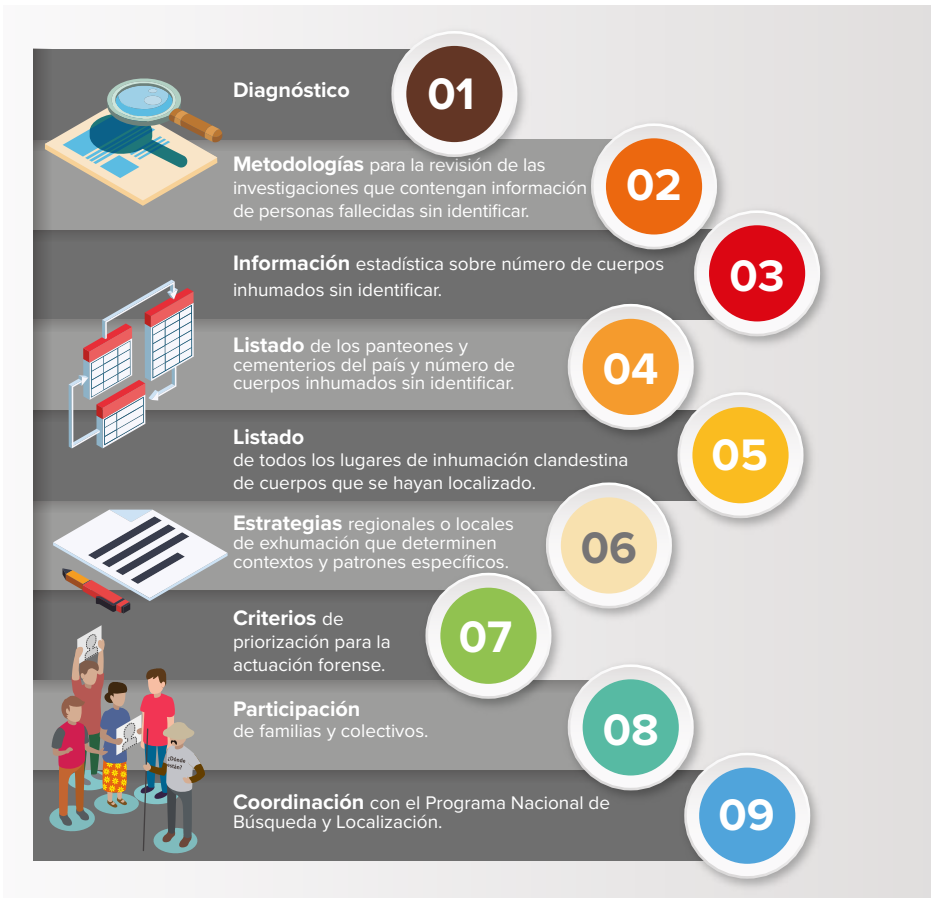 Diagnóstico
01
Metodologías para la revisión de las
investigaciones que contengan información
de personas fallecidas sin identificar.
02
Información estadística sobre número de cuerpos
inhumados sin identificar.
03
Listado de los panteones y
cementerios del país y número de
cuerpos inhumados sin identificar.
04
Listado
de todos los lugares de inhumación clandestina
de cuerpos que se hayan localizado.
05
Estrategias regionales o locales
de exhumación que determinen
contextos y patrones específicos.
06
Criterios de
priorización para la
actuación forense.
07
Participación
de familias y colectivos.
08
¿Dónde
están?
Coordinación con el Programa Nacional de
Búsqueda y Localización.
09